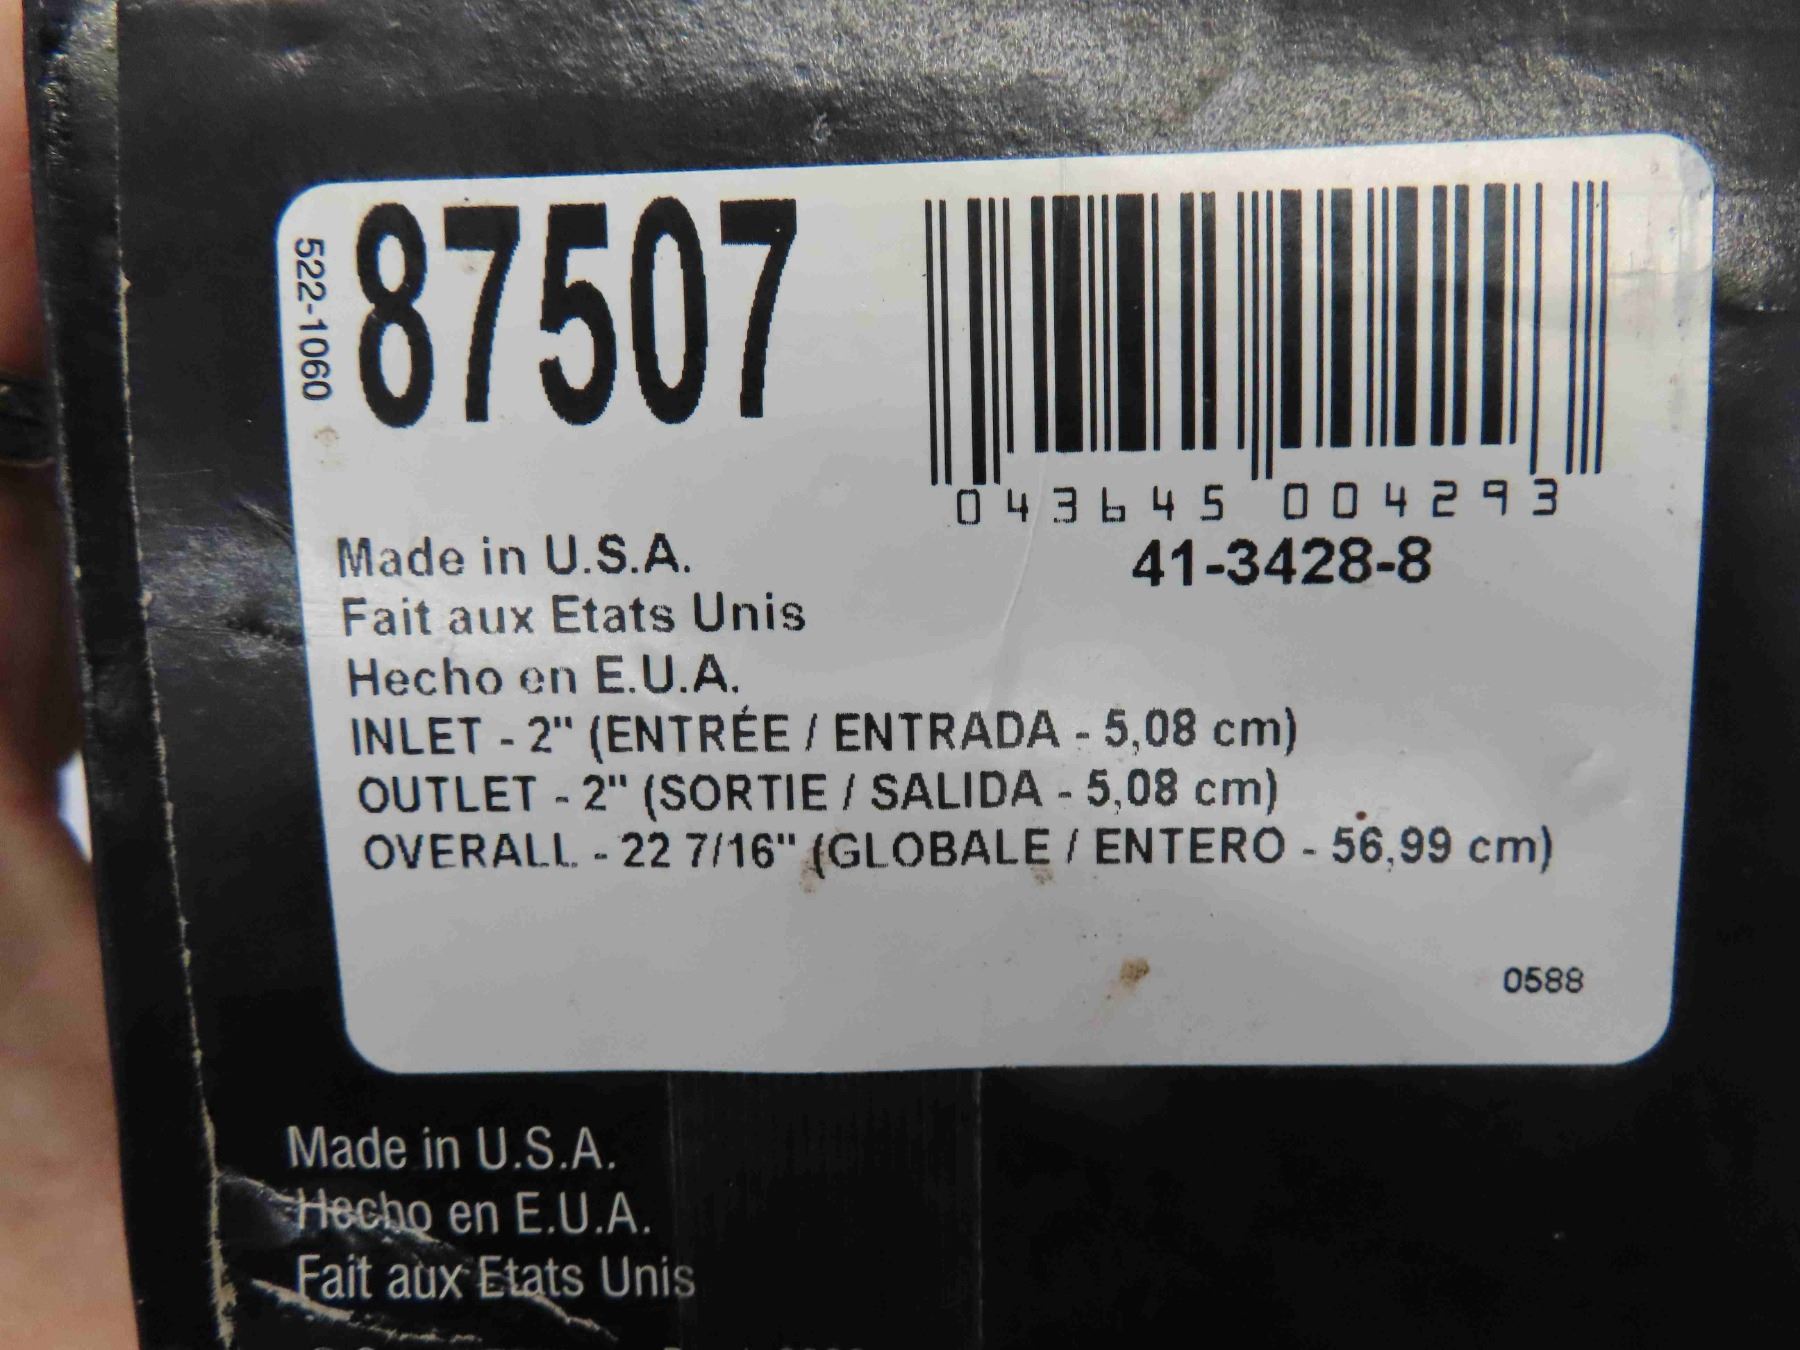 522-1060
87507
043645 004293
41-3428-8
Made in U.S.A.
Fait aux Etats Unis
Hecho en E.U.A.
INLET - 2" (ENTRÉE / ENTRADA - 5,08 cm)
OUTLET - 2" (SORTIE / SALIDA - 5,08 cm)
OVERALL - 22 7/16" (GLOBALE / ENTERO - 56,99 cm)
0588
Made in U.S.A.
Hecho en E.U.A.
Fait aux Etats Unis